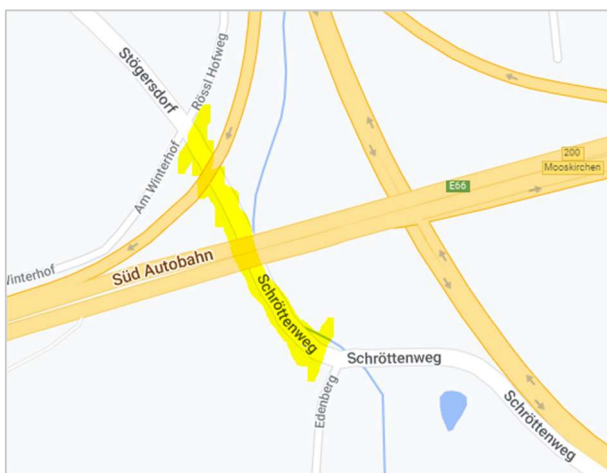 Stögersdorf
Rössl Hofweg
Am Winterhof
200
Mooskirchen
E66
Winterhof
Süd Autobahn
Schröttenweg
Schröttenweg
Edenberg
Schröttenweg